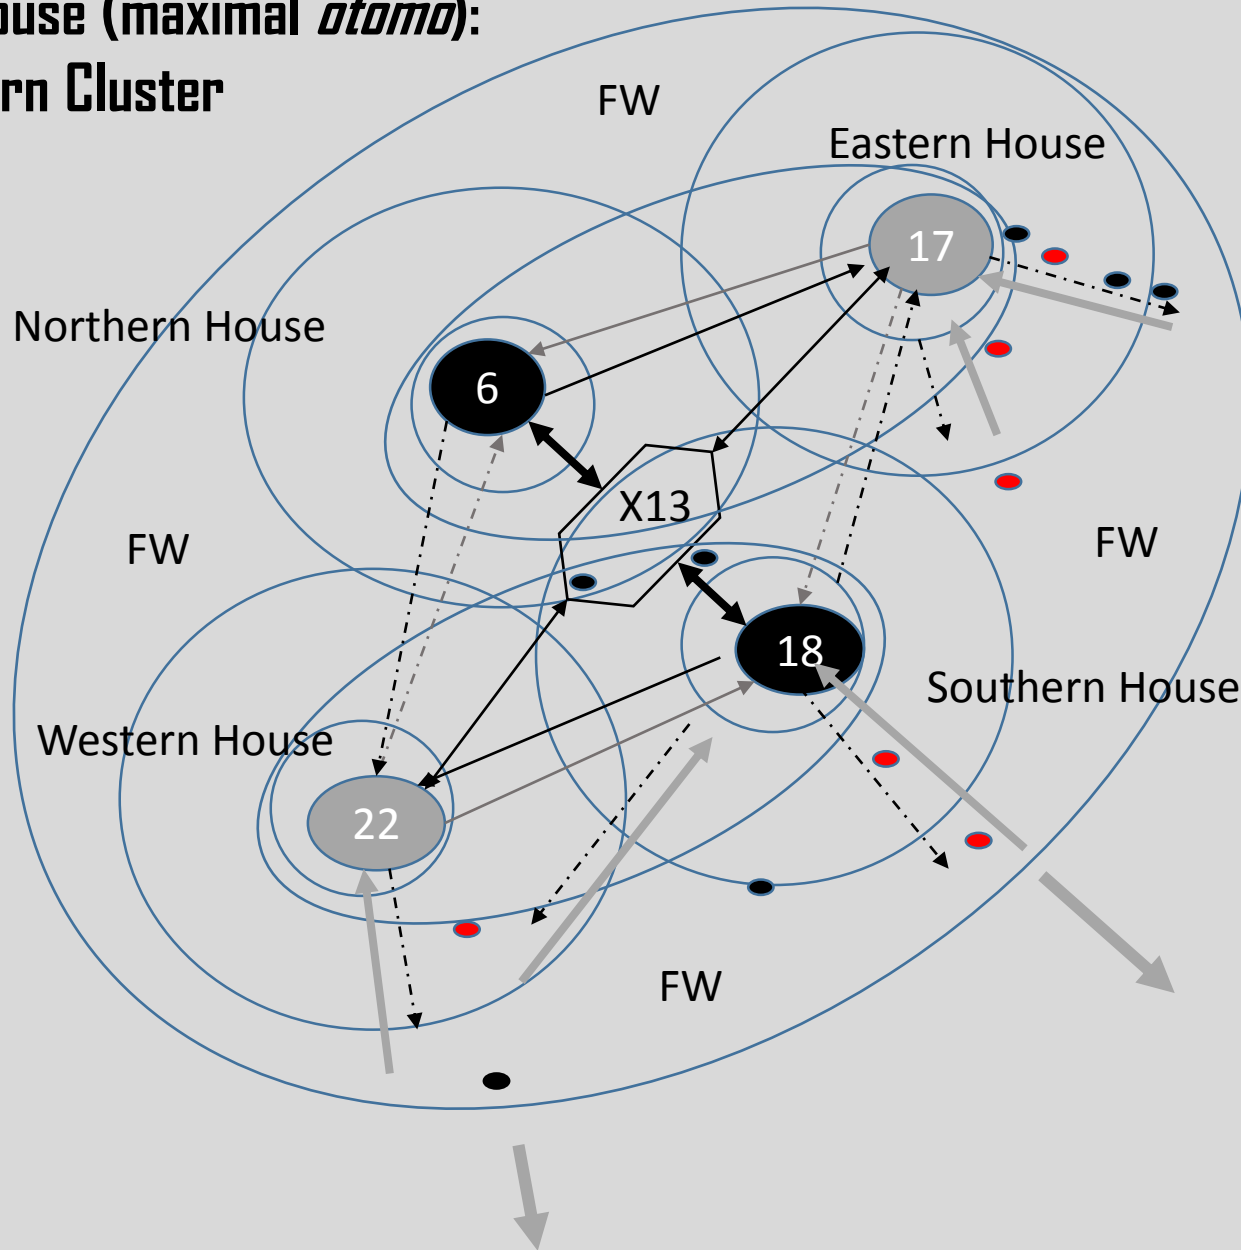 ouse (maximal otomo):
rn Cluster
FW
Eastern House
17
Northern House
6
X13
FW
FW
18
Southern House
Western House
22
FW